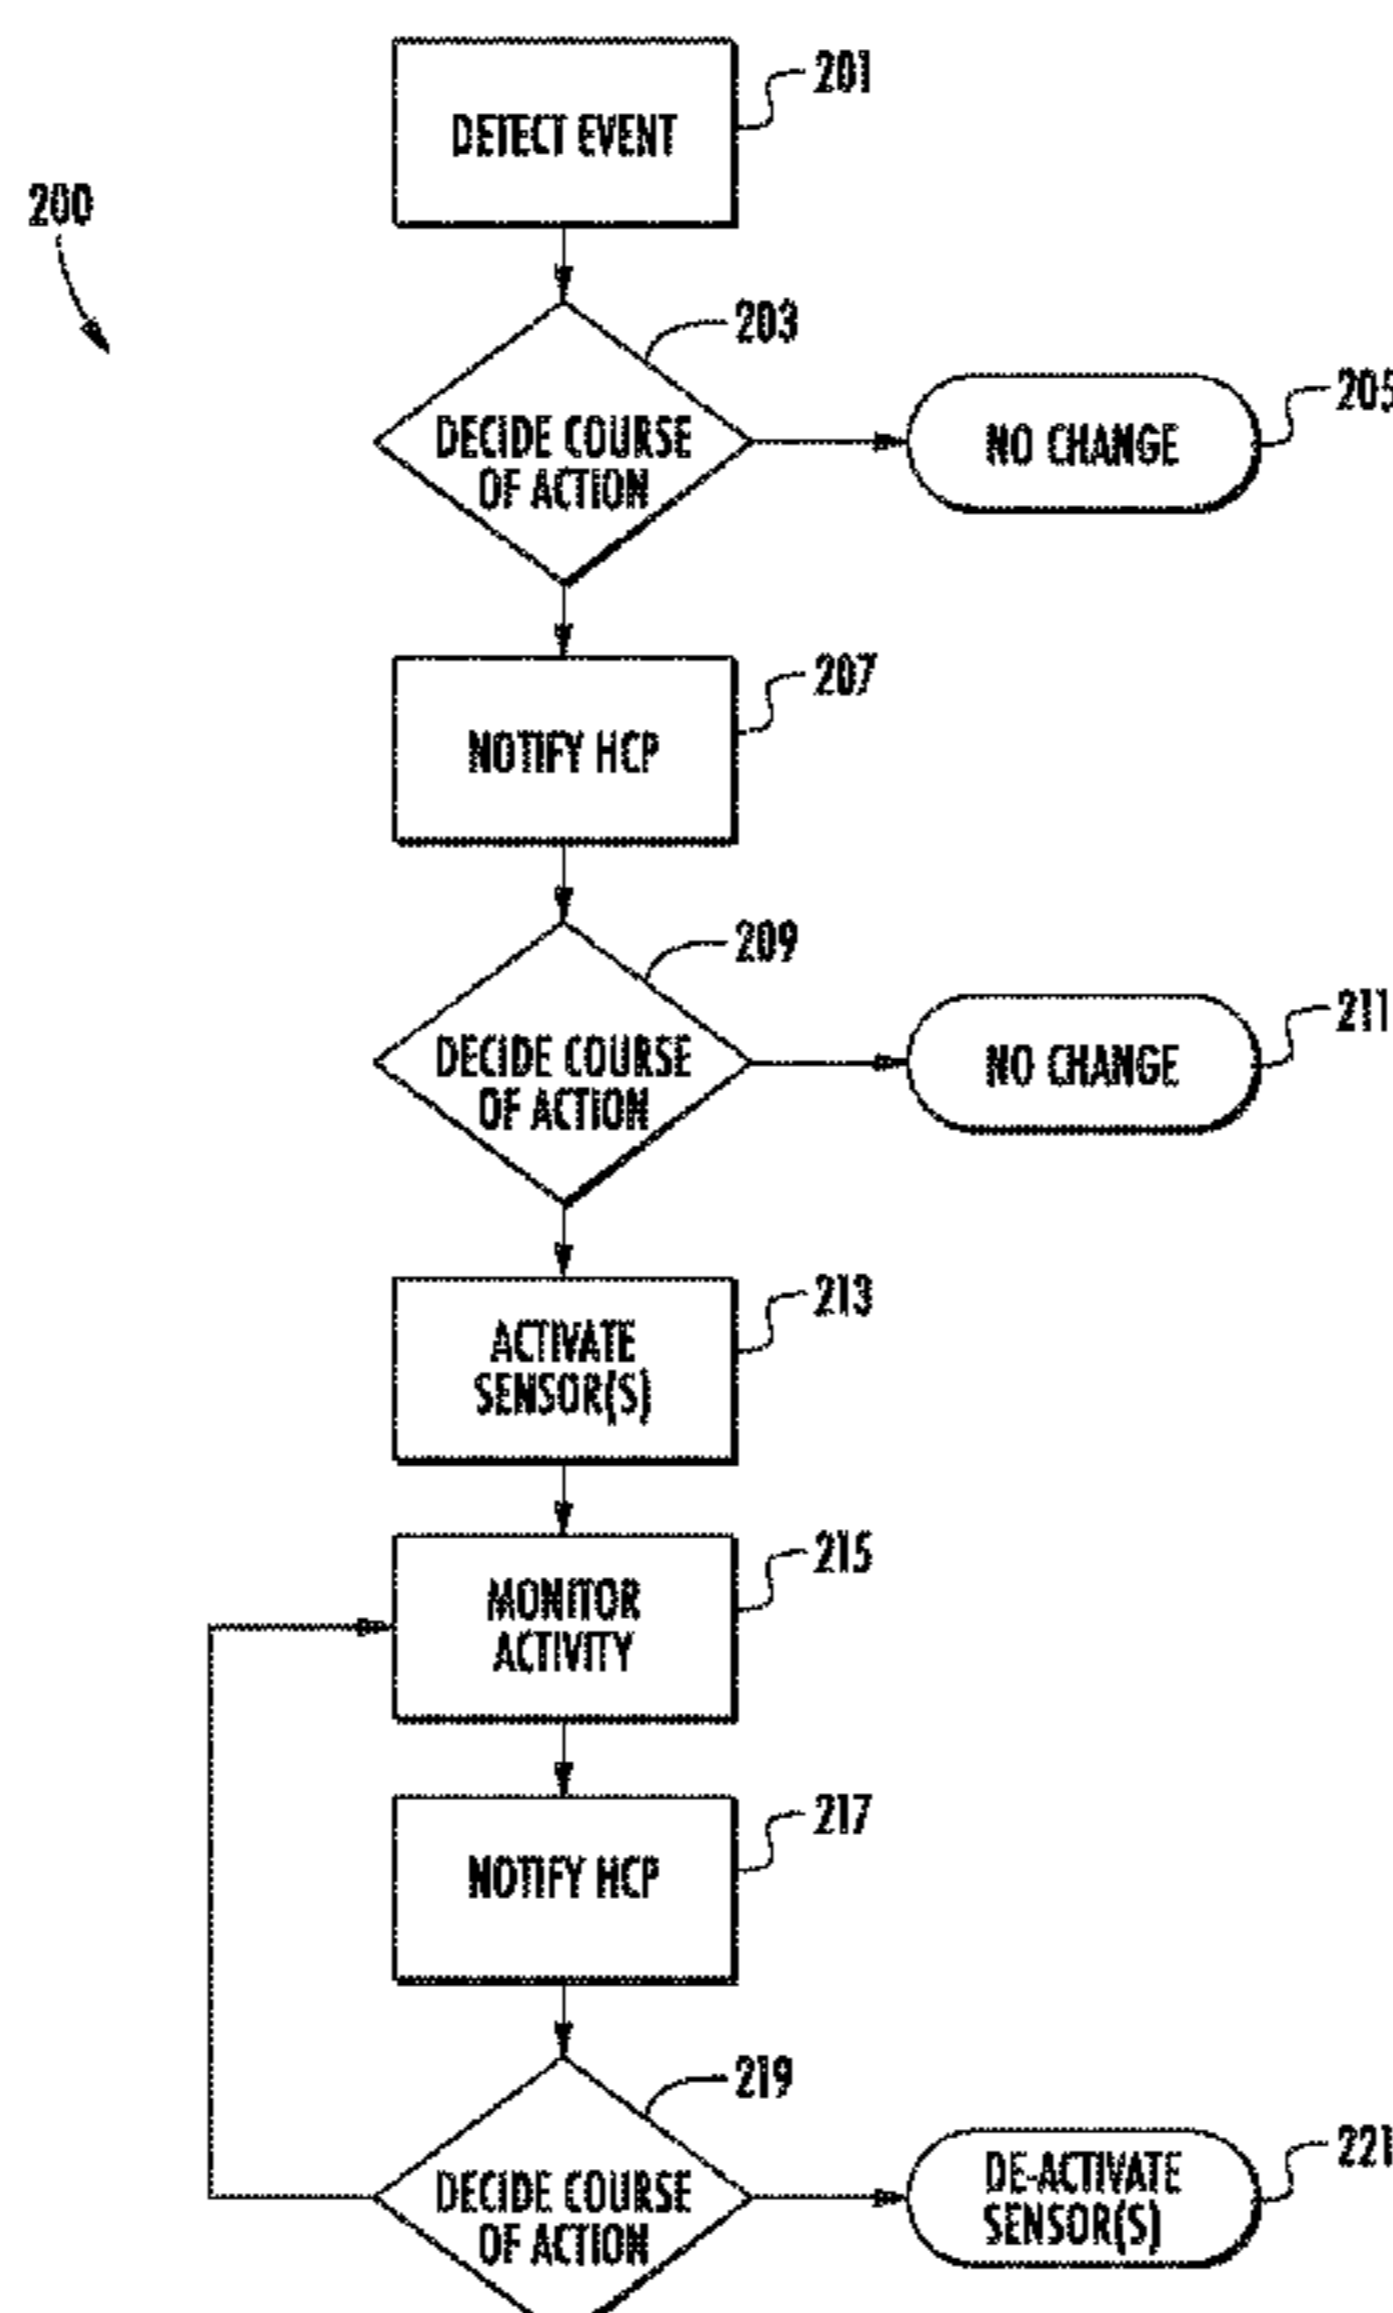 201
DETECT EVENT
200
203
205
DECIDE COURSE
OF ACTION
NO CHANGE
207
NOTIFY HCP
209
211
DECIDE COURSE
OF ACTION
NO CHANGE
213
ACTIVATE
SENSOR(S)
215
MONITOR
ACTIVITY
217
NOTIFY HCP
219
221
DECIDE COURSE
OF ACTION
DE-ACTIVATE
SENSOR(S)